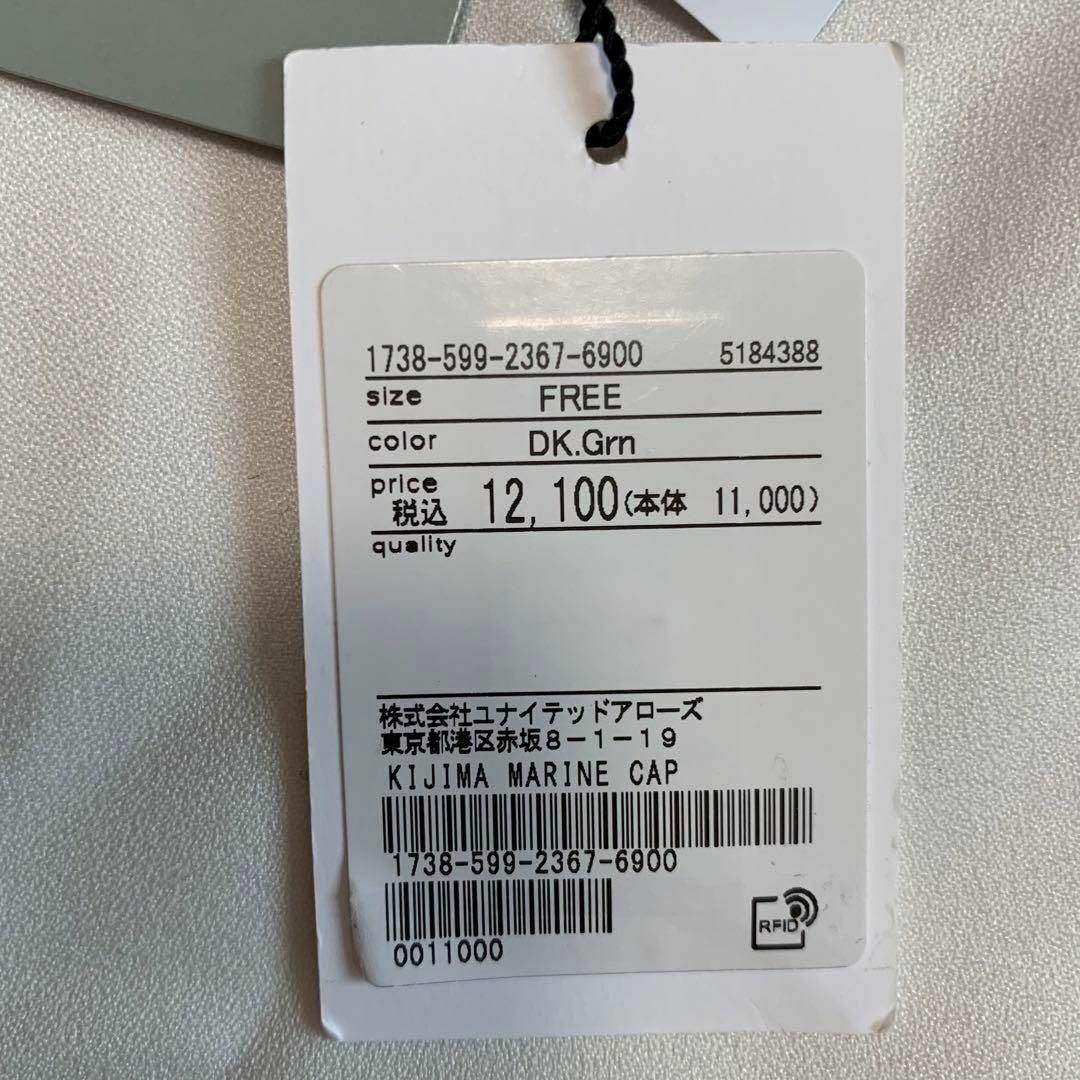 1738-599-2367-6900 5184388
size FREE
color DK.Grn
price
税込 12,100(本体 11,000)
quality
株式会社ユナイテッドアローズ
東京都港区赤坂8-1-19
KIJIMA MARINE CAP
1738-599-2367-6900
0011000
RFID